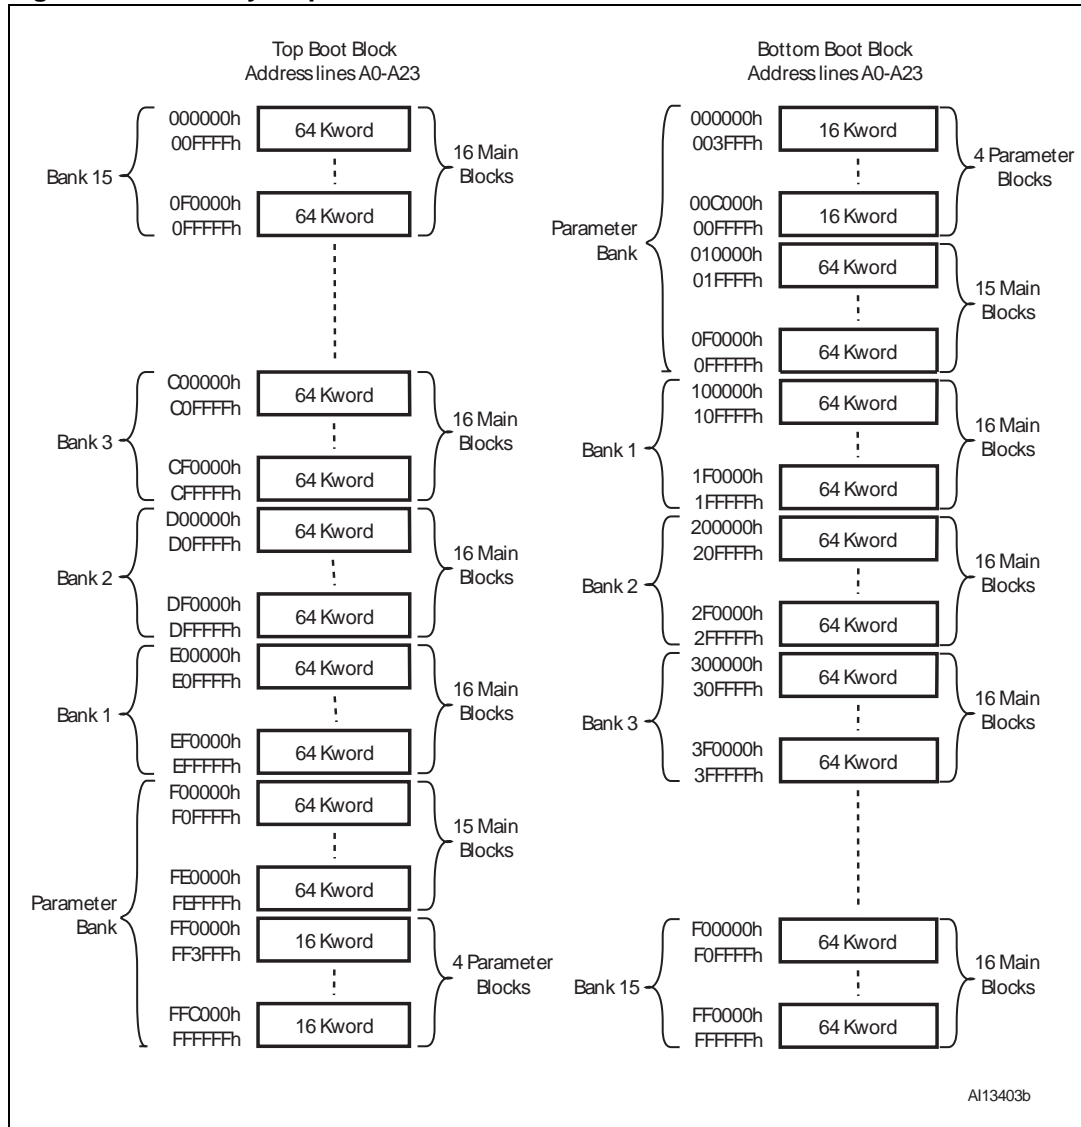 Top Boot Block
Address lines A0-A23
Bank 15
000000h
00FFFFh
64 Kword
0F0000h
0FFFFFh
64 Kword
16 Main
Blocks
Bank 3
C00000h
C0FFFFh
64 Kword
CF0000h
CFFFFFh
64 Kword
16 Main
Blocks
Bank 2
D00000h
D0FFFFh
64 Kword
DF0000h
DFFFFFh
64 Kword
16 Main
Blocks
Bank 1
E00000h
E0FFFFh
64 Kword
EF0000h
EFFFFFh
64 Kword
16 Main
Blocks
Parameter
Bank
F00000h
F0FFFFh
64 Kword
FE0000h
FEFFFFh
64 Kword
15 Main
Blocks
FF0000h
FF3FFFh
16 Kword
FFC000h
FFFFFFh
16 Kword
4 Parameter
Blocks
Bottom Boot Block
Address lines A0-A23
Parameter
Bank
000000h
003FFFh
16 Kword
00C000h
00FFFFh
16 Kword
4 Parameter
Blocks
010000h
01FFFFh
64 Kword
0F0000h
0FFFFFh
64 Kword
15 Main
Blocks
Bank 1
100000h
10FFFFh
64 Kword
1F0000h
1FFFFFh
64 Kword
16 Main
Blocks
Bank 2
200000h
20FFFFh
64 Kword
2F0000h
2FFFFFh
64 Kword
16 Main
Blocks
Bank 3
300000h
30FFFFh
64 Kword
3F0000h
3FFFFFh
64 Kword
16 Main
Blocks
Bank 15
F00000h
F0FFFFh
64 Kword
FF0000h
FFFFFFh
64 Kword
16 Main
Blocks
AI13403b